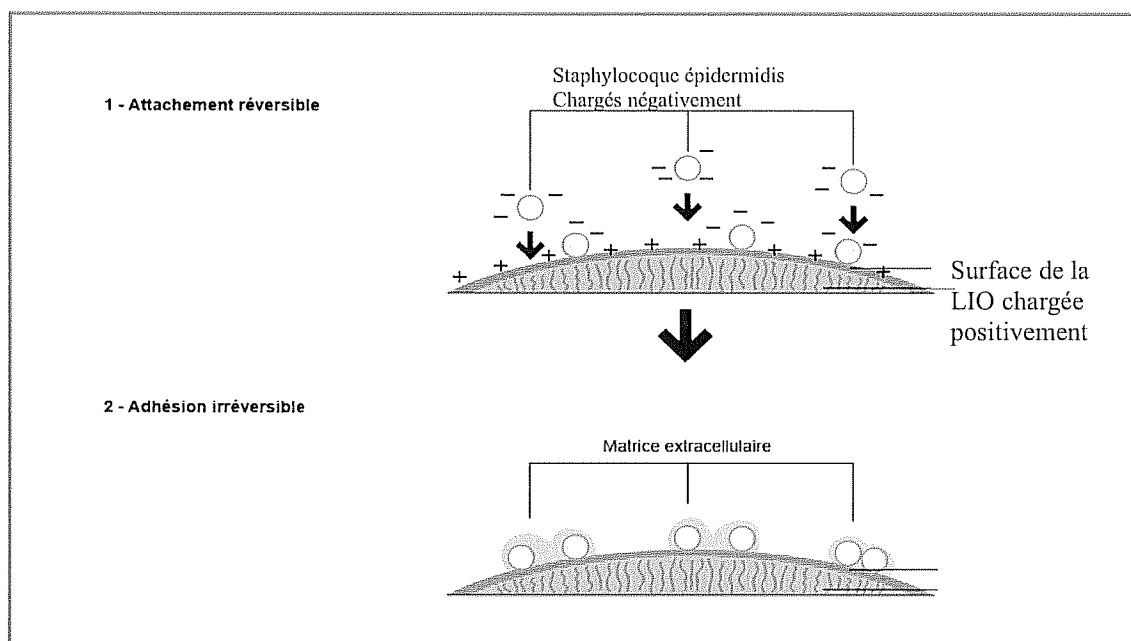 Staphylocoque épidermidis
1 - Attachement réversible
Chargés négativement
Surface de la
LIO chargée
positivement
2 - Adhésion irréversible
Matrice extracellulaire